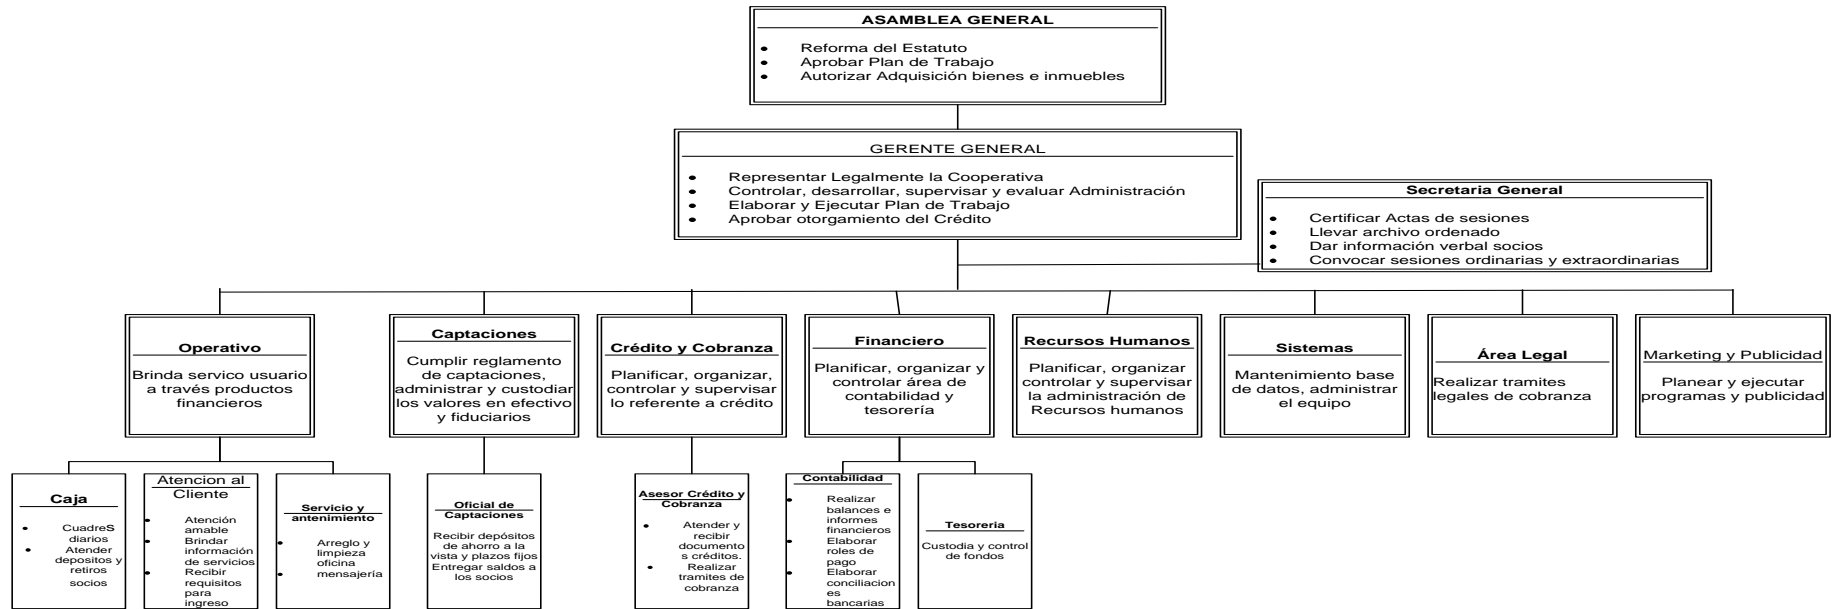 ASAMBLEA GENERAL
Reforma del Estatuto
Aprobar Plan de Trabajo
Autorizar Adquisición bienes e inmuebles
GERENTE GENERAL
Representar Legalmente la Cooperativa
Controlar, desarrollar, supervisar y evaluar Administración
Elaborar y Ejecutar Plan de Trabajo
Aprobar otorgamiento del Crédito
Secretaria General
Certificar Actas de sesiones
Llevar archivo ordenado
Dar información verbal socios
Convocar sesiones ordinarias y extraordinarias
Operativo
Brinda servico usuario
a través productos
financieros
Captaciones
Cumplir reglamento
de captaciones,
administrar y custodiar
los valores en efectivo
y fiduciarios
Crédito y Cobranza
Planificar, organizar,
controlar y supervisar
lo referente a crédito
Financiero
Planificar, organizar y
controlar área de
contabilidad y
tesorería
Recursos Humanos
Planificar, organizar
controlar y supervisar
la administración de
Recursos humanos
Sistemas
Mantenimiento base
de datos, administrar
el equipo
Área Legal
Realizar tramites
legales de cobranza
Marketing y Publicidad
Planear y ejecutar
programas y publicidad
Caja
CuadreS
diarios
Atender
depositos y
retiros
socios
Atencion al
Cliente
Atención
amable
Brindar
información
de servicios
Recibir
requisitos
para
ingreso
Servicio y
antenimiento
Arreglo y
limpieza
oficina
mensajería
Oficial de
Captaciones
Recibir depósitos
de ahorro a la
vista y plazos fijos
Entregar saldos a
los socios
Asesor Crédito y
Cobranza
Atender y
recibir
documento
s créditos.
Realizar
tramites de
cobranza
Contabilidad
Realizar
balances e
informes
financieros
Elaborar
roles de
pago
Elaborar
conciliacion
es
bancarias
Tesoreria
Custodia y control
de fondos